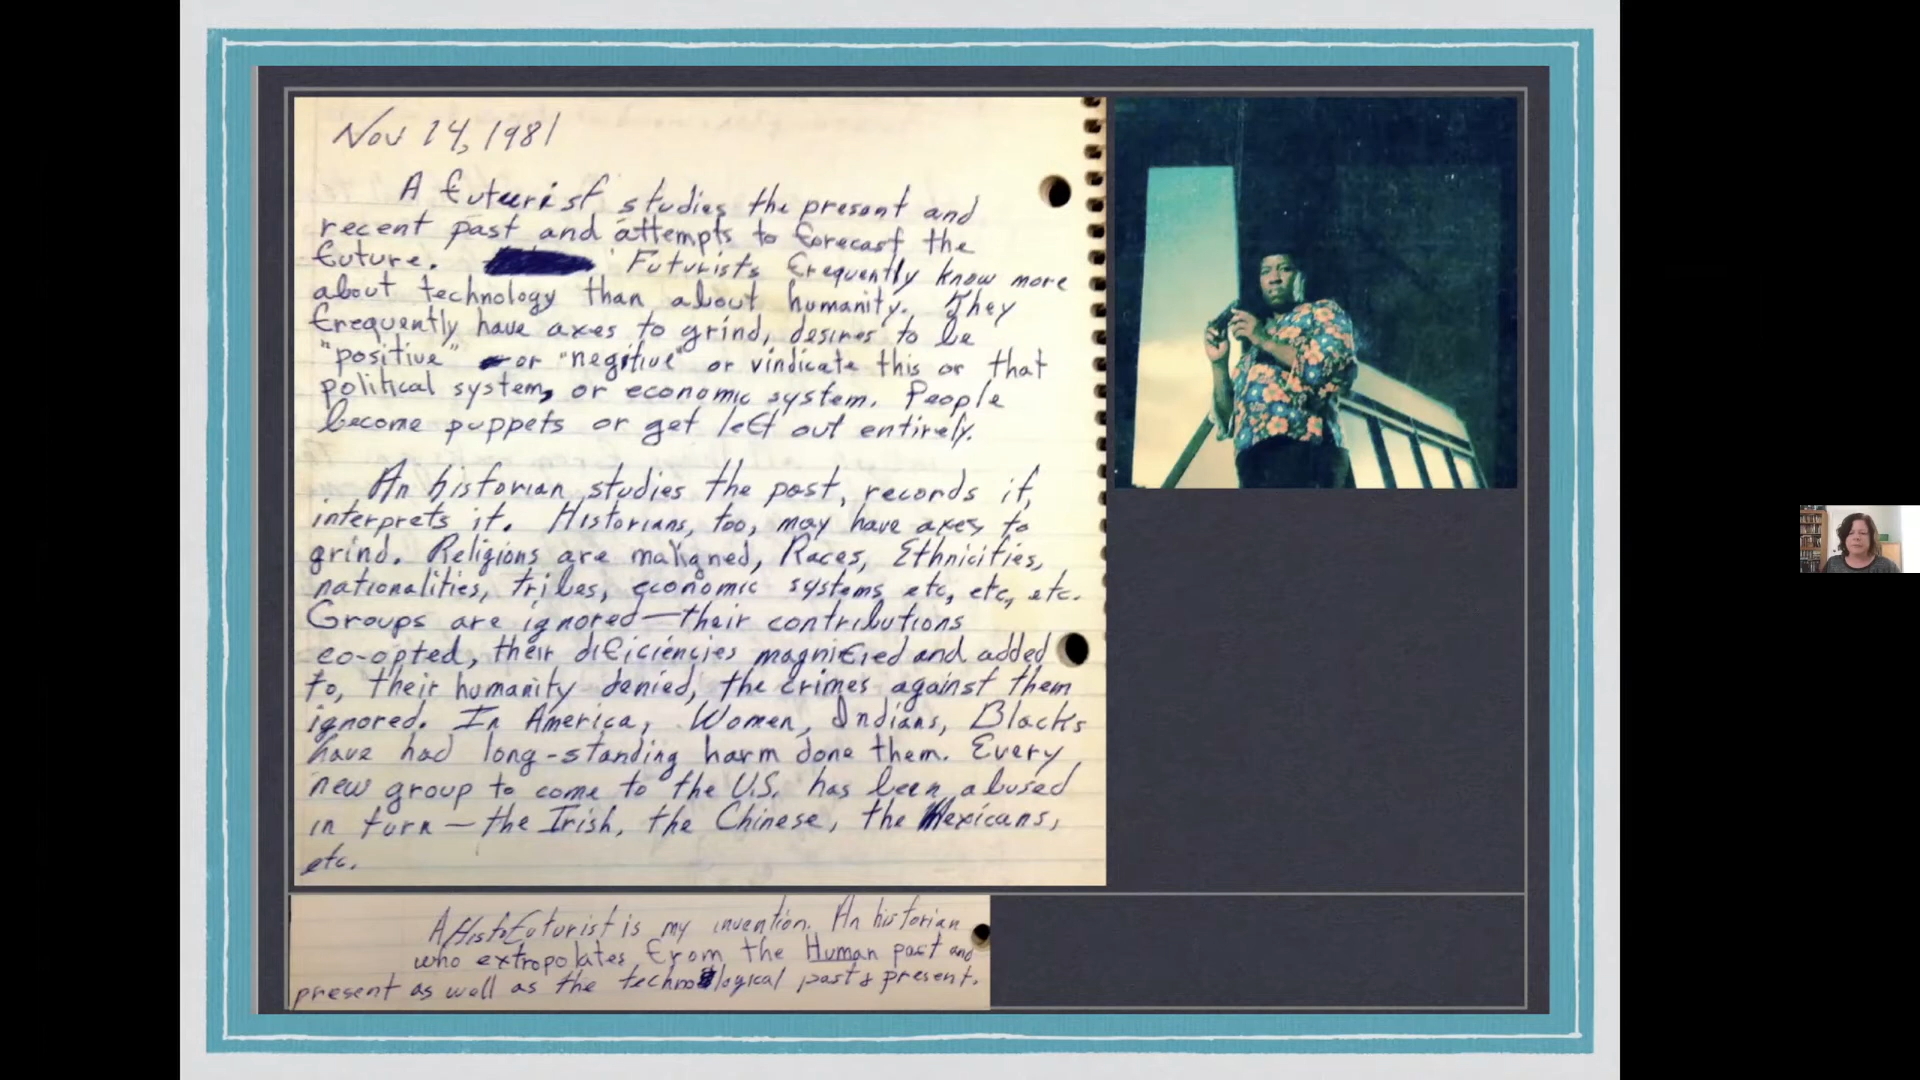 Nov 14, 1981
A futurist studies the present and
recent past and attempts to forecast the
future. Futurists frequently know more
about technology than about humanity. They
frequently have axes to grind, desires to be
"positive" or "negitive" or vindicate this or that
political system, or economic system. People
become puppets or get left out entirely.
An historian studies the past, records it,
interprets it. Historians, too, may have axes to
grind. Religions are maligned, Races, Ethnicities,
nationalities, tribes, economic systems etc, etc, etc.
Groups are ignored—their contributions
co-opted, their dificiencies magnified and added
to, their humanity denied, the crimes against them
ignored. In America, Women, Indians, Blacks
have had long-standing harm done them. Every
new group to come to the U.S. has been abused
in turn — the Irish, the Chinese, the Mexicans,
etc.
A HistoFuturist is my invention. An historian
who extropolates from the Human past and
present as well as the technological past & present.